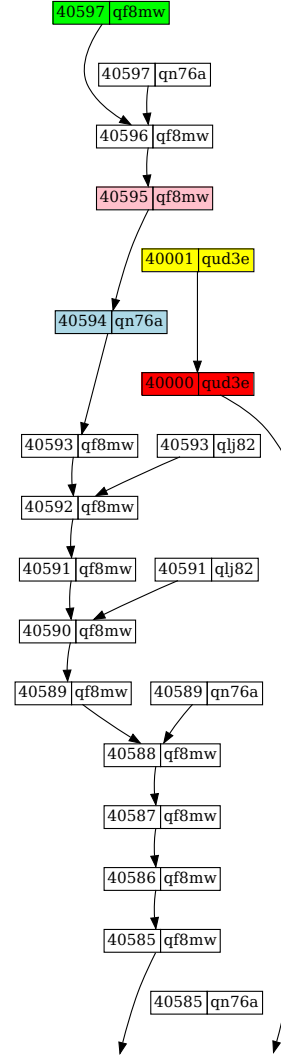 40597 qf8mw
40597 qn76a
40596 qf8mw
40595 qf8mw
40001 qud3e
40594 qn76a
40000 qud3e
40593 qf8mw
40593 qlj82
40592 qf8mw
40591 qf8mw
40591 qlj82
40590 qf8mw
40589 qf8mw
40589 qn76a
40588 qf8mw
40587 qf8mw
40586 qf8mw
40585 qf8mw
40585 qn76a